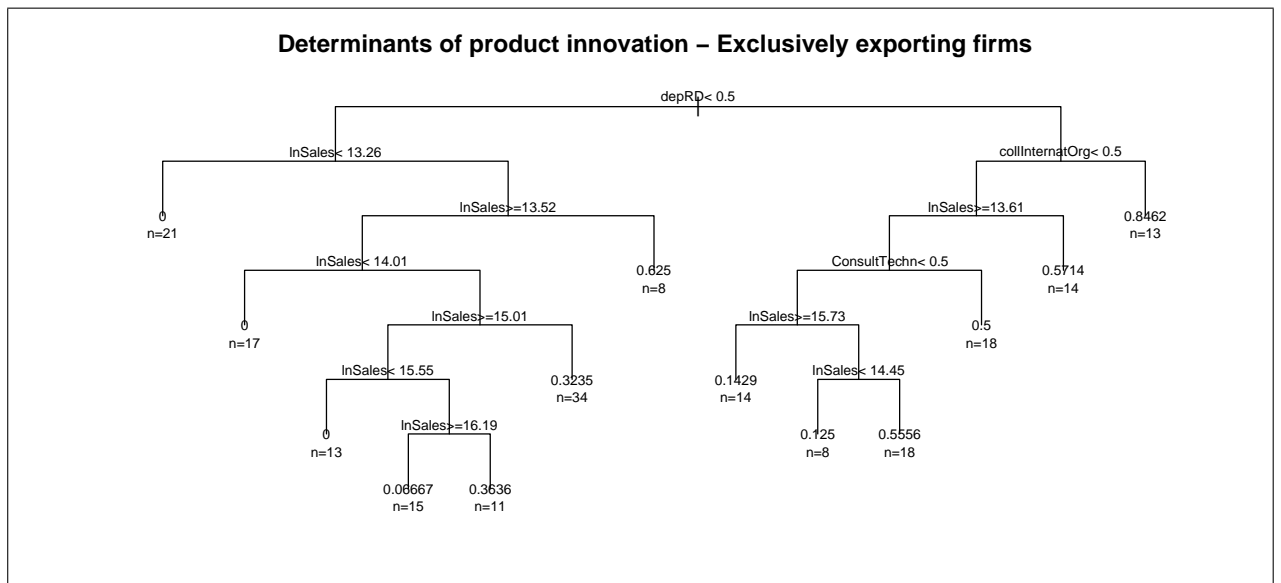 Determinants of product innovation – Exclusively exporting firms
depRD< 0.5
lnSales< 13.26
collInternatOrg< 0.5
lnSales>=13.52
lnSales>=13.61
0
n=21
0.8462
n=13
lnSales< 14.01
ConsultTechn< 0.5
0.625
n=8
0.5714
n=14
lnSales>=15.01
lnSales>=15.73
0
n=17
0.5
n=18
lnSales< 15.55
lnSales< 14.45
0.3235
n=34
0.1429
n=14
lnSales>=16.19
0
n=13
0.125
n=8
0.5556
n=18
0.06667
n=15
0.3636
n=11